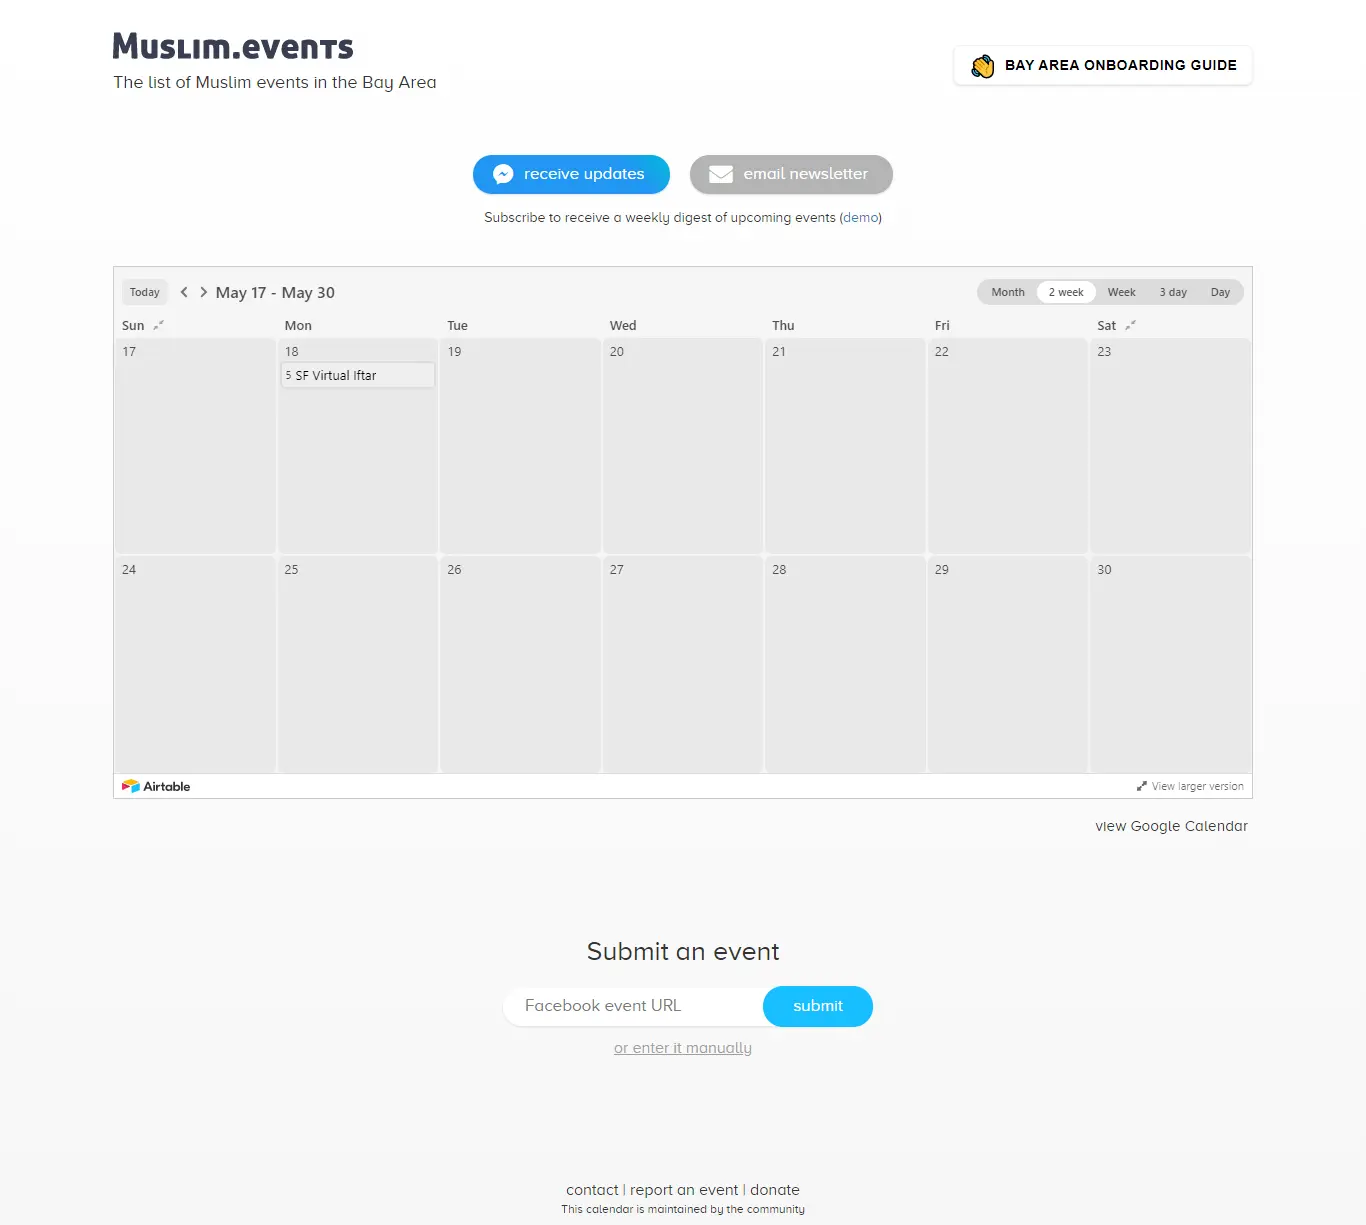 Muslim.events
The list of Muslim events in the Bay Area
BAY AREA ONBOARDING GUIDE
receive updates
email newsletter
Subscribe to receive a weekly digest of upcoming events (demo)
Today
May 17 - May 30
Month 2 week Week 3 day Day
Sun Mon Tue Wed Thu Fri Sat
17 18 19 20 21 22 23
5 SF Virtual Iftar
24 25 26 27 28 29 30
Airtable
View larger version
view Google Calendar
Submit an event
Facebook event URL
submit
or enter it manually
contact | report an event | donate
This calendar is maintained by the community